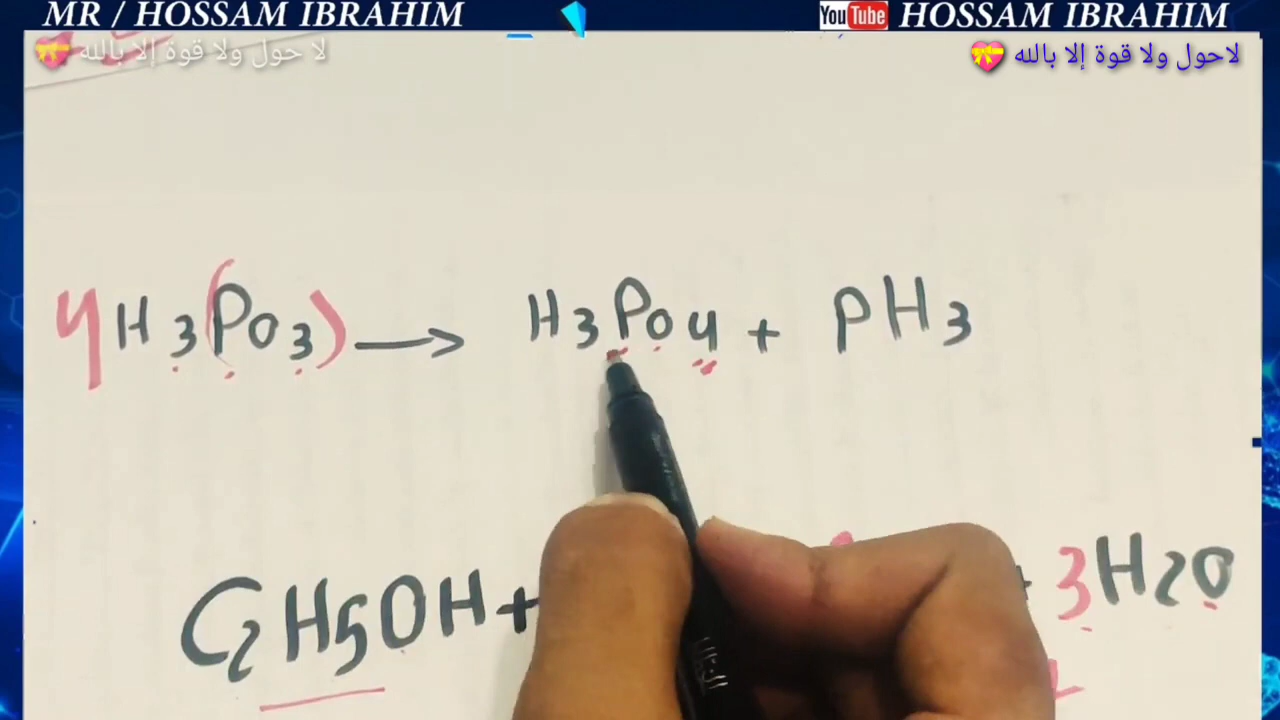 MR / HOSSAM IBRAHIM
YouTube HOSSAM IBRAHIM
لا حول ولا قوة إلا بالله
لاحول ولا قوة إلا بالله
4H3(Po3) → H3Po4 + PH3
C2H5OH + + 3H2O